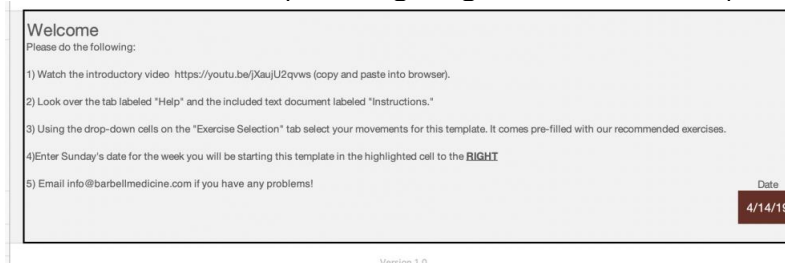 Welcome
Please do the following:
1) Watch the introductory video https://youtu.be/jXaujU2qvws (copy and paste into browser).
2) Look over the tab labeled "Help" and the included text document labeled "Instructions."
3) Using the drop-down cells on the "Exercise Selection" tab select your movements for this template. It comes pre-filled with our recommended exercises.
4)Enter Sunday's date for the week you will be starting this template in the highlighted cell to the RIGHT
5) Email info@barbellmedicine.com if you have any problems!
Date
4/14/19
Version 1.0